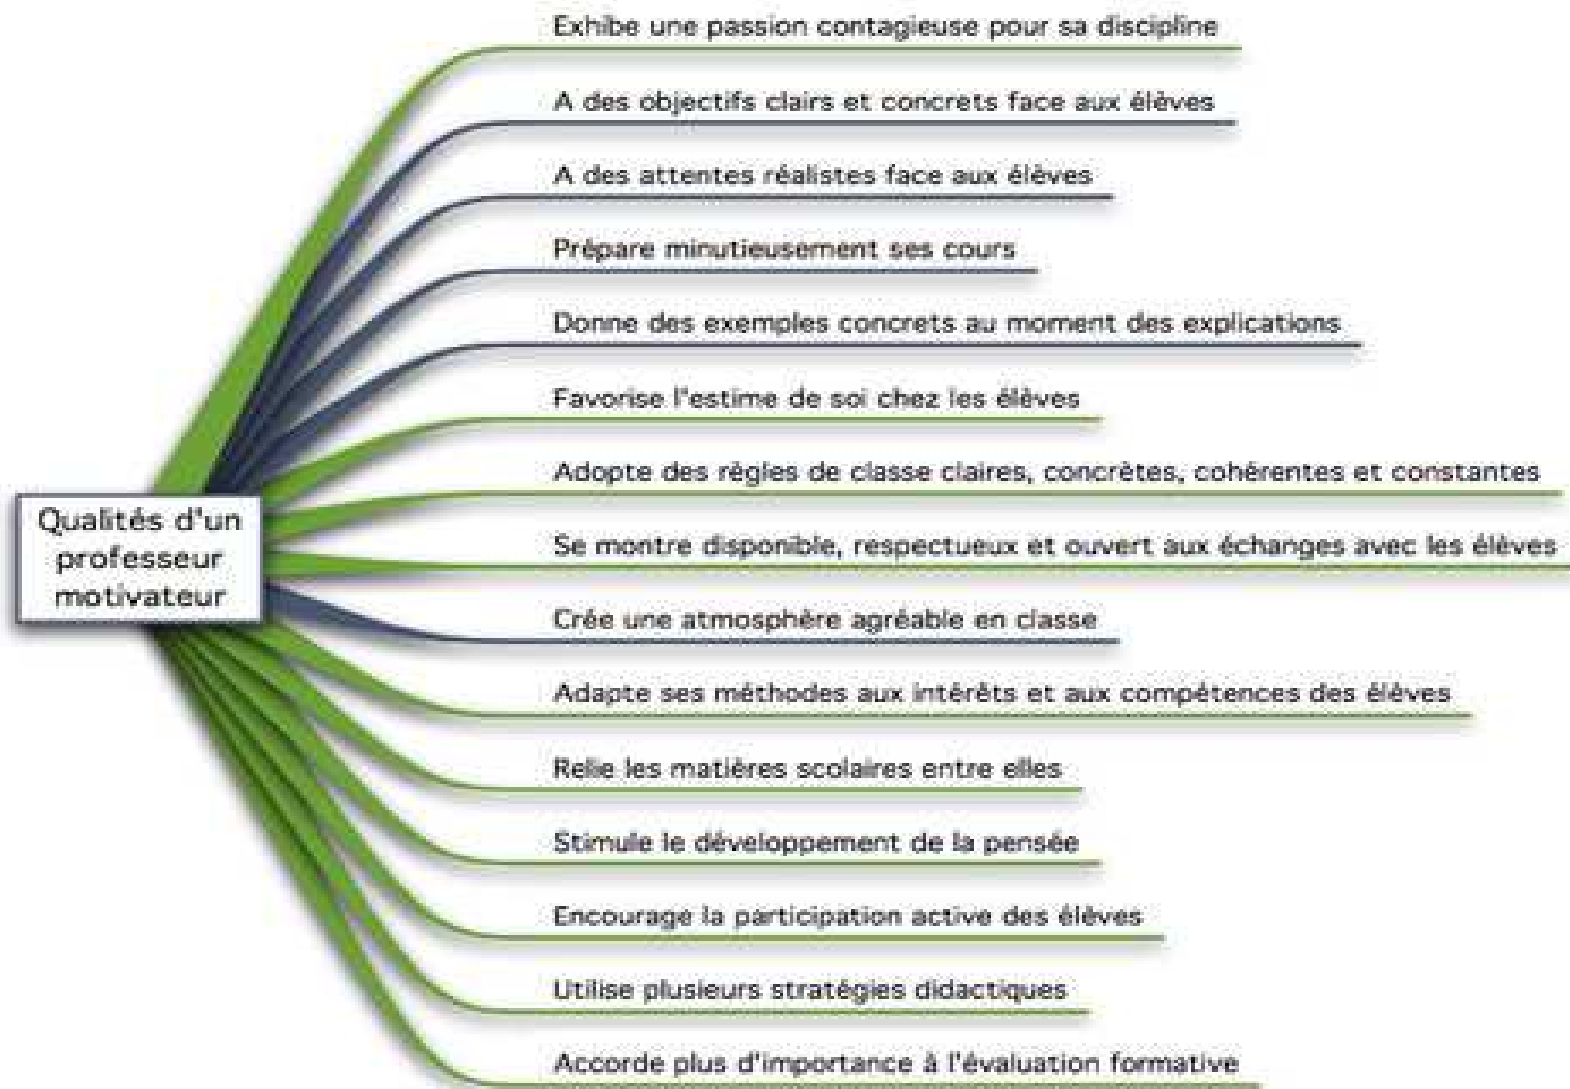 Exhibe une passion contagieuse pour sa discipline
A des objectifs clairs et concrets face aux élèves
A des attentes réalistes face aux élèves
Prépare minutieusement ses cours
Donne des exemples concrets au moment des explications
Favorise l'estime de soi chez les élèves
Adopte des règles de classe claires, concrètes, cohérentes et constantes
Qualités d'un
professeur
motivateur
Se montre disponible, respectueux et ouvert aux échanges avec les élèves
Crée une atmosphère agréable en classe
Adapte ses méthodes aux intérêts et aux compétences des élèves
Relie les matières scolaires entre elles
Stimule le développement de la pensée
Encourage la participation active des élèves
Utilise plusieurs stratégies didactiques
Accorde plus d'importance à l'évaluation formative